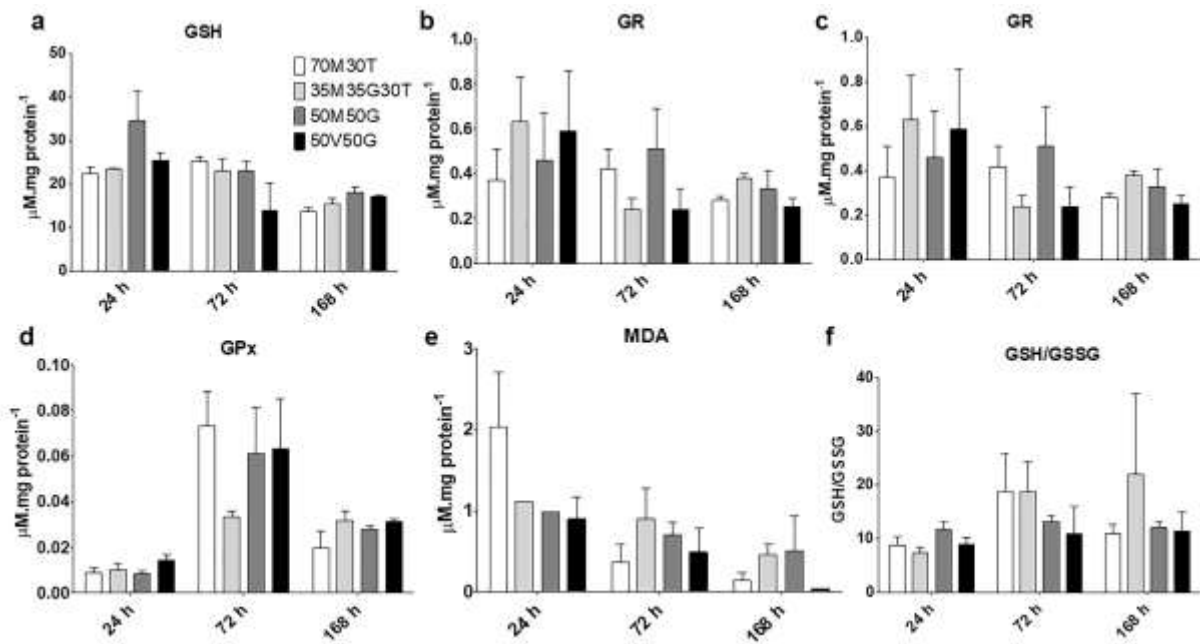 a
GSH
μM.mg protein-1
50
40
30
20
10
0
70M30T
35M35G30T
50M50G
50V50G
24 h
72 h
168 h
b
GR
1.0
0.8
0.6
0.4
0.2
0.0
24 h
72 h
168 h
c
GR
μM.mg protein-1
1.0
0.8
0.6
0.4
0.2
0.0
24 h
72 h
168 h
d
GPx
μM.mg protein-1
0.10
0.08
0.06
0.04
0.02
0.00
24 h
72 h
168 h
e
MDA
μM.mg protein-1
3
2
1
0
24 h
72 h
168 h
f
GSH/GSSG
GSH/GSSG
40
30
20
10
0
24 h
72 h
168 h